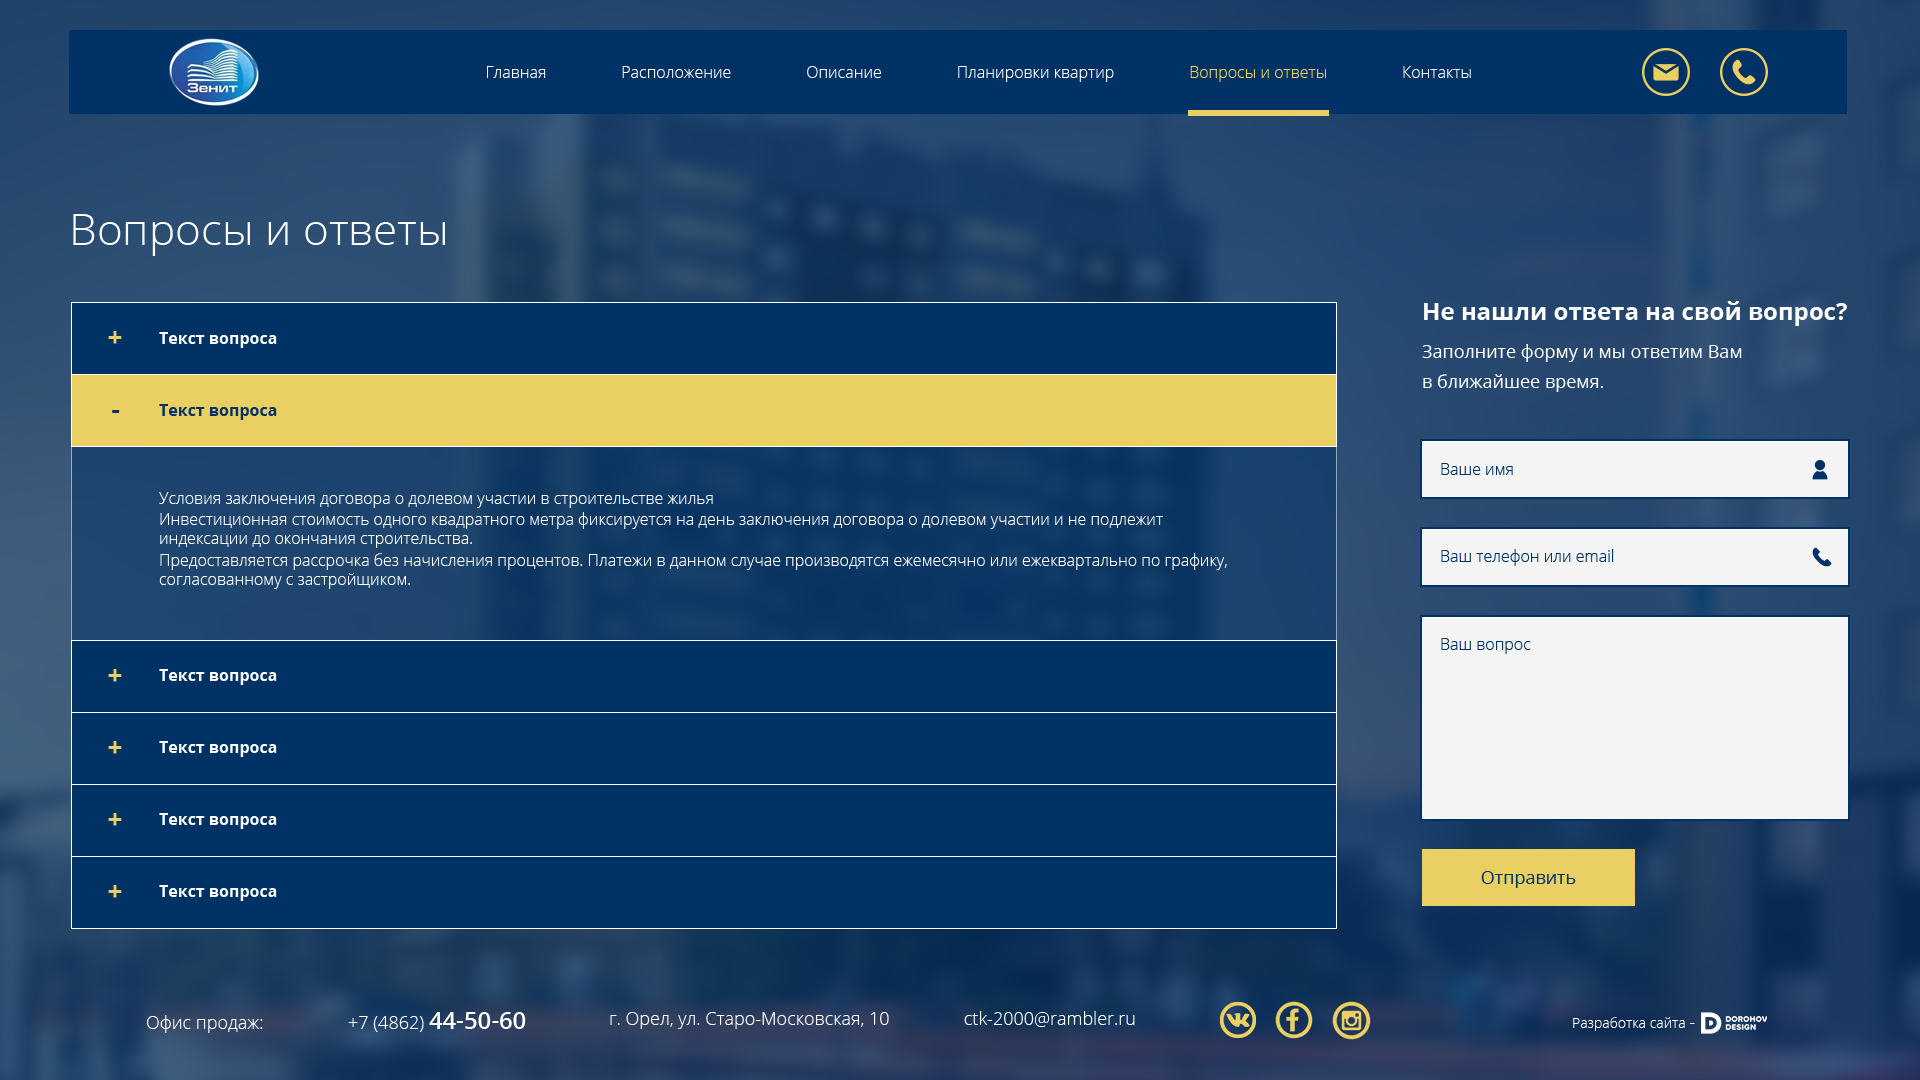 Зенит
Главная
Расположение
Описание
Планировки квартир
Вопросы и ответы
Контакты
Вопросы и ответы
+ Текст вопроса
- Текст вопроса
Условия заключения договора о долевом участии в строительстве жилья
Инвестиционная стоимость одного квадратного метра фиксируется на день заключения договора о долевом участии и не подлежит
индексации до окончания строительства.
Предоставляется рассрочка без начисления процентов. Платежи в данном случае производятся ежемесячно или ежеквартально по графику,
согласованному с застройщиком.
+ Текст вопроса
+ Текст вопроса
+ Текст вопроса
+ Текст вопроса
Не нашли ответа на свой вопрос?
Заполните форму и мы ответим Вам
в ближайшее время.
Ваше имя
Ваш телефон или email
Ваш вопрос
Отправить
Офис продаж:
+7 (4862) 44-50-60
г. Орел, ул. Старо-Московская, 10
ctk-2000@rambler.ru
Разработка сайта -
DOROHOV
DESIGN